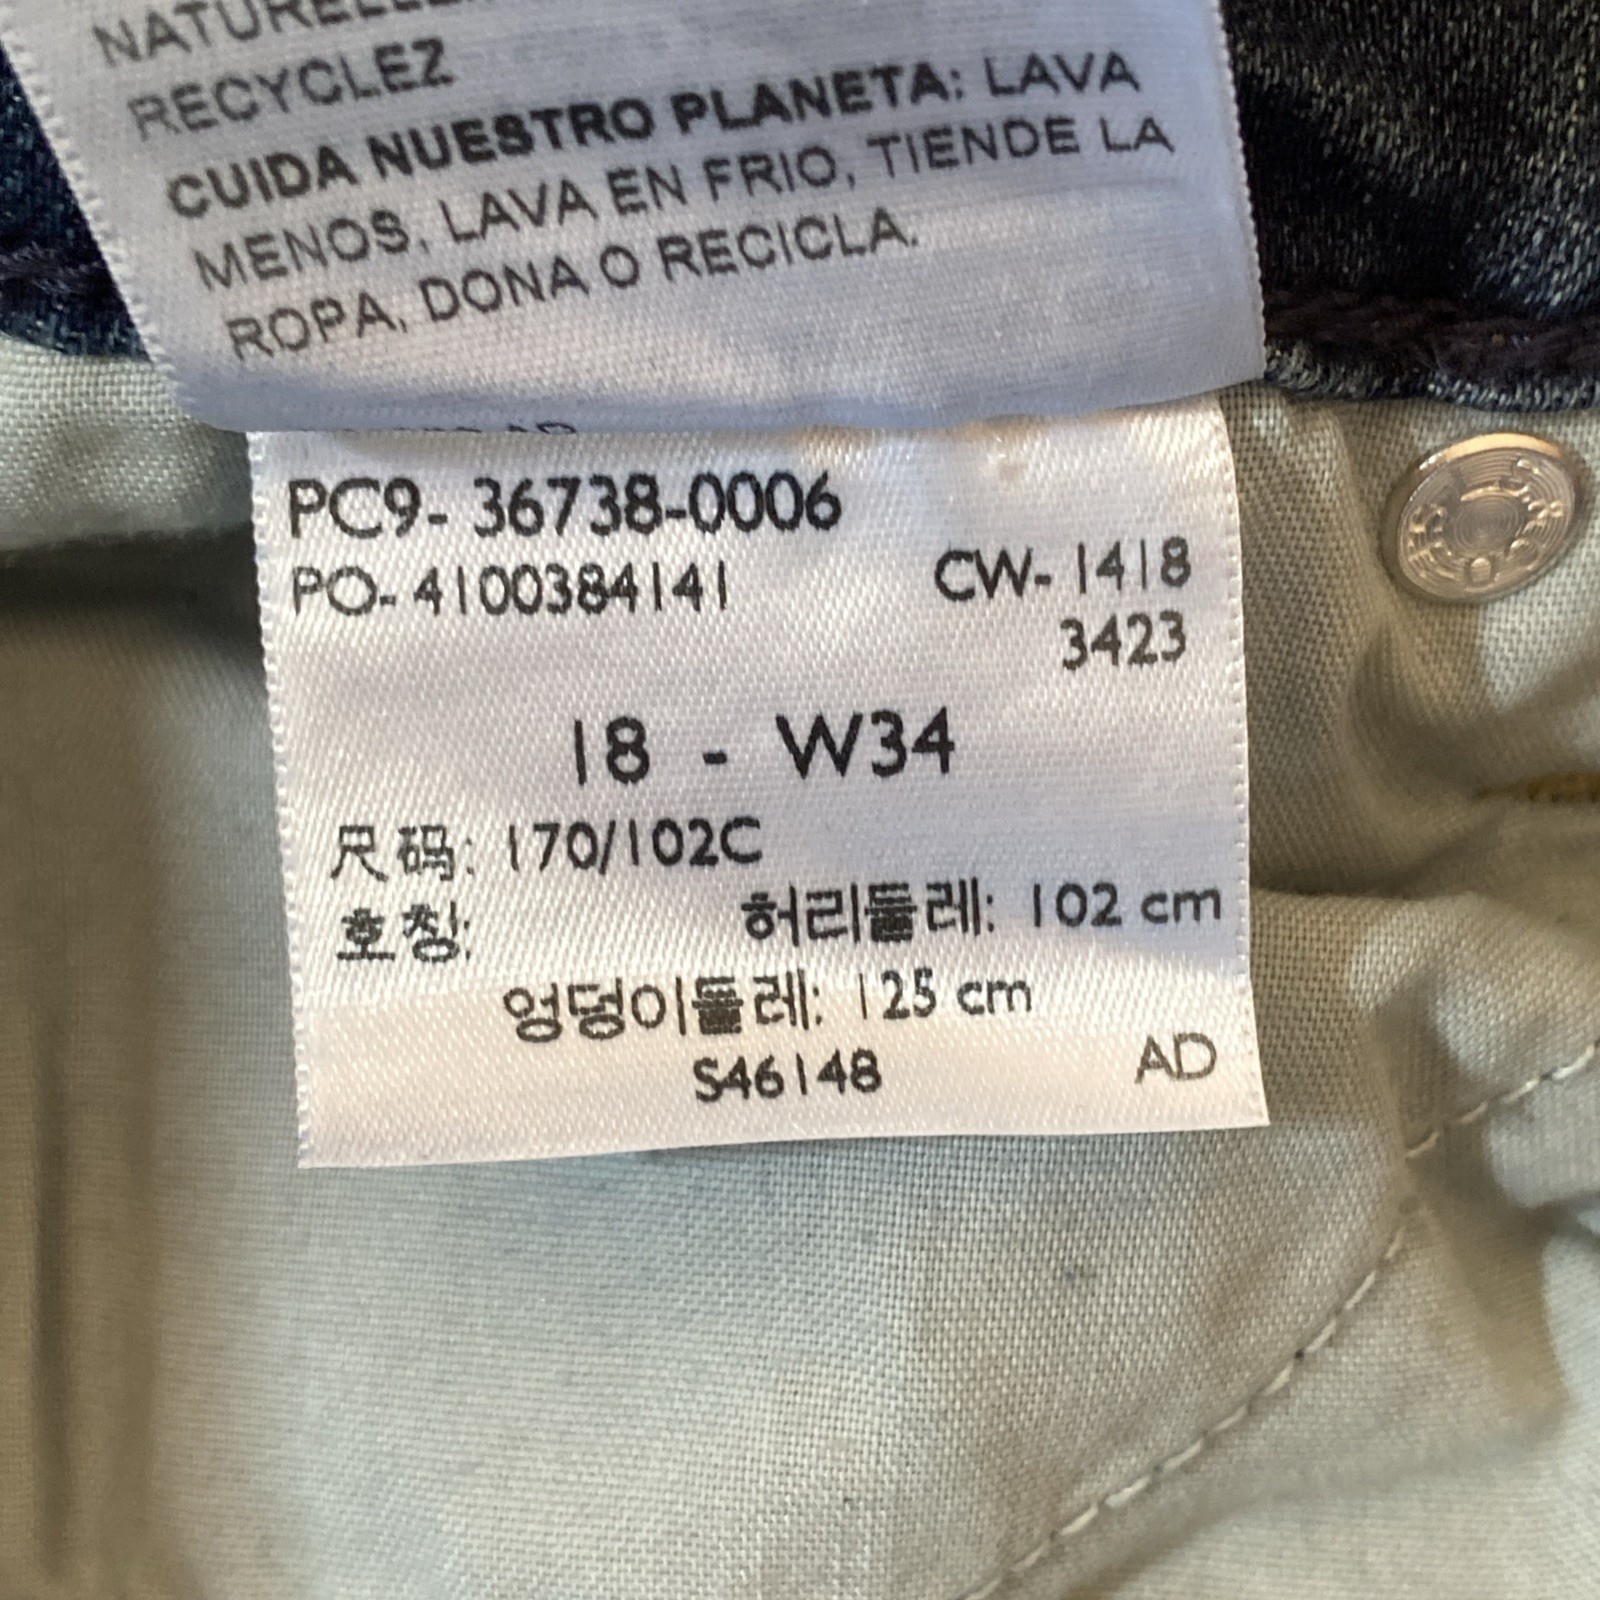 RECYCLEZ
CUIDA NUESTRO PLANETA: LAVA
MENOS, LAVA EN FRIO, TIENDE LA
ROPA, DONA O RECICLA.
PC9- 36738-0006
PO- 4100384141 CW- 1418
3423
18 - W34
尺码: 170/102C
호칭: 허리둘레: 102 cm
엉덩이둘레: 125 cm
S46148 AD